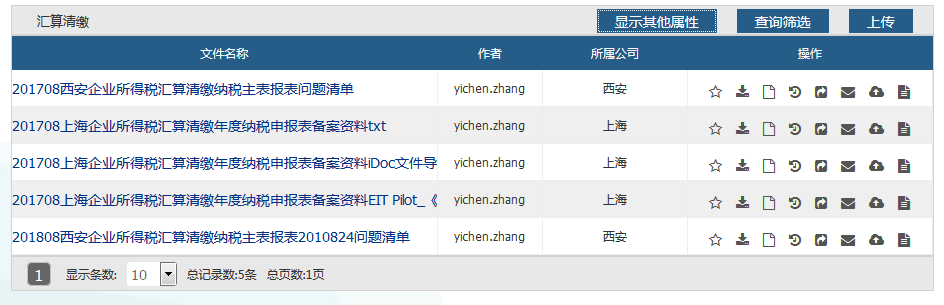 汇算清缴 显示其他属性 查询筛选 上传
文件名称 作者 所属公司 操作
201708西安企业所得税汇算清缴纳税主表报表问题清单 yichen.zhang 西安
201708上海企业所得税汇算清缴年度纳税申报表备案资料txt yichen.zhang 上海
201708上海企业所得税汇算清缴年度纳税申报表备案资料iDoc文件导 yichen.zhang 上海
201708上海企业所得税汇算清缴年度纳税申报表备案资料EIT Pilot_《 yichen.zhang 上海
201808西安企业所得税汇算清缴纳税主表报表2010824问题清单 yichen.zhang 西安
1 显示条数: 10 总记录数:5条 总页数:1页